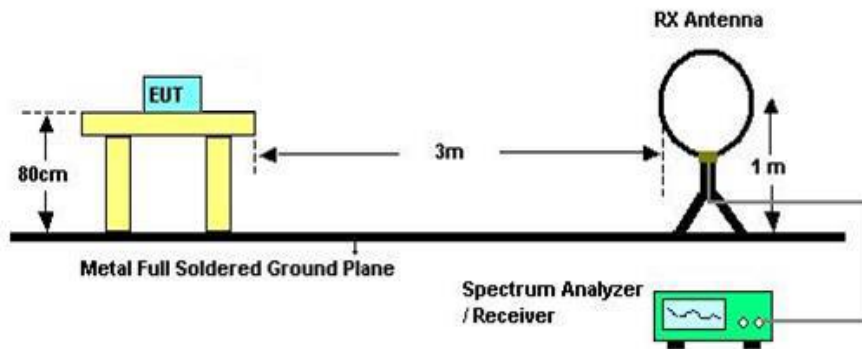 RX Antenna
EUT
3m
80cm
1 m
Metal Full Soldered Ground Plane
Spectrum Analyzer
/ Receiver